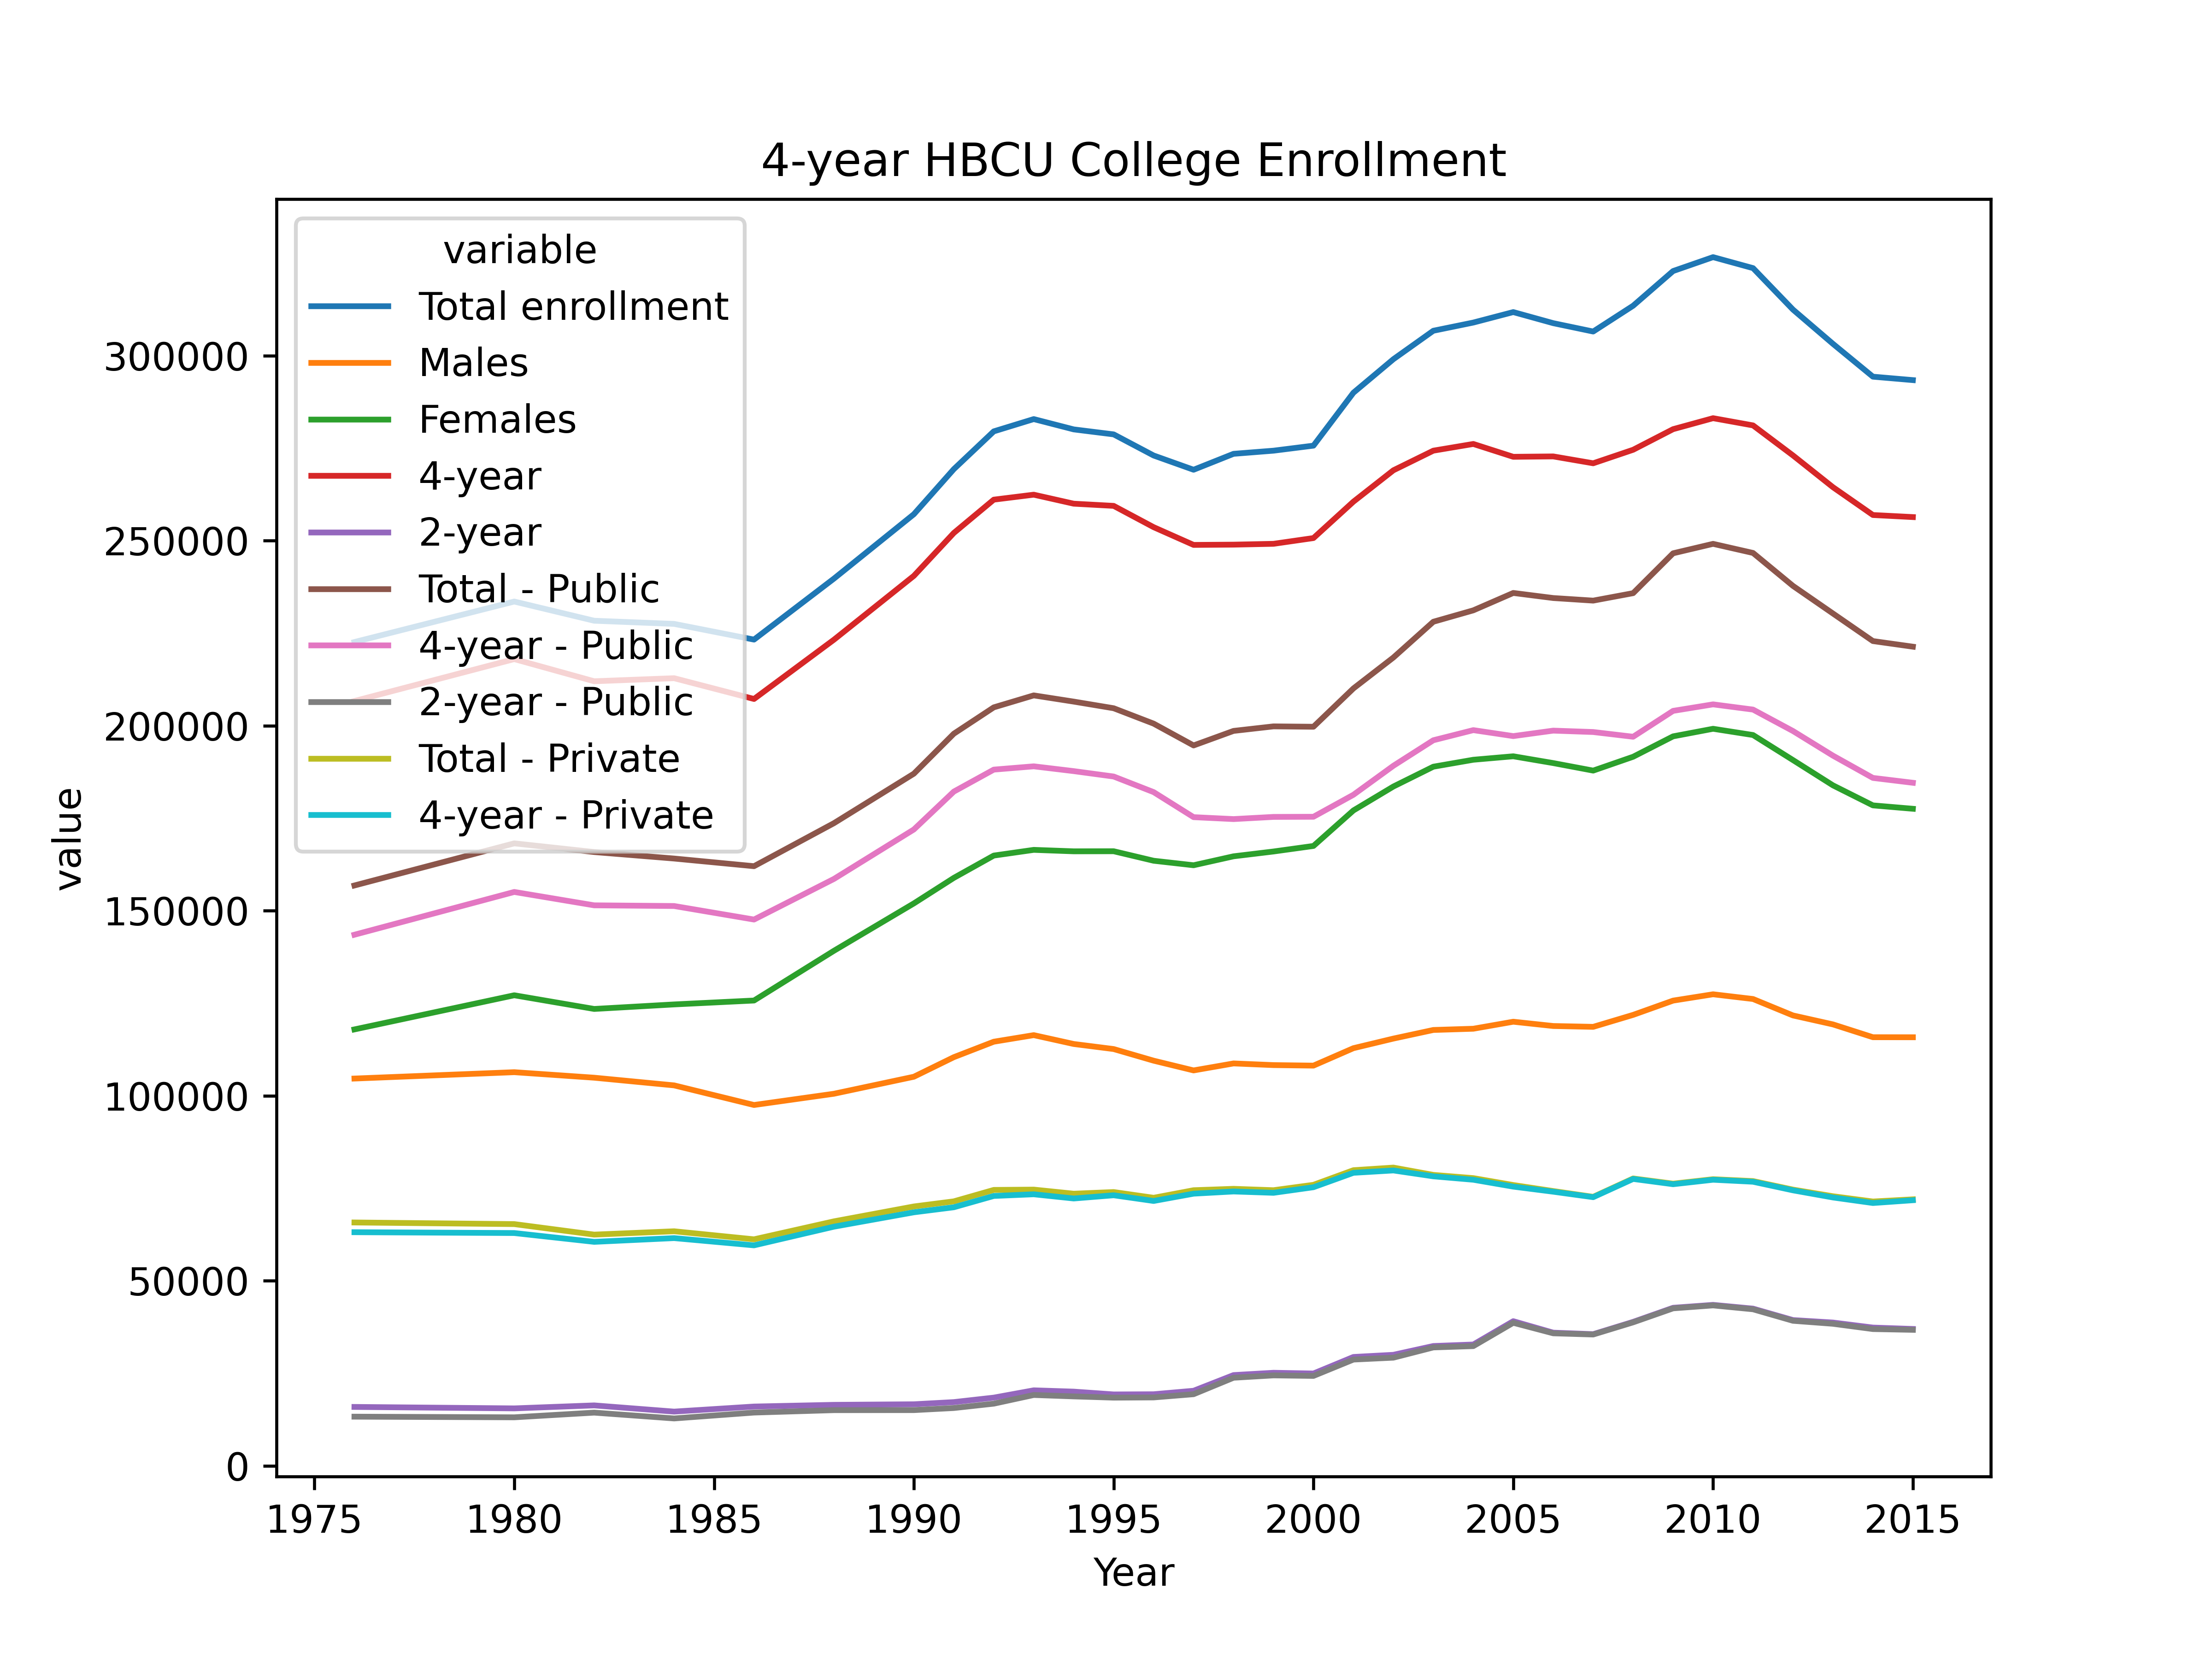 4-year HBCU College Enrollment
variable
Total enrollment
Males
Females
4-year
2-year
Total - Public
4-year - Public
2-year - Public
Total - Private
4-year - Private
value
300000
250000
200000
150000
100000
50000
0
1975 1980 1985 1990 1995 2000 2005 2010 2015
Year